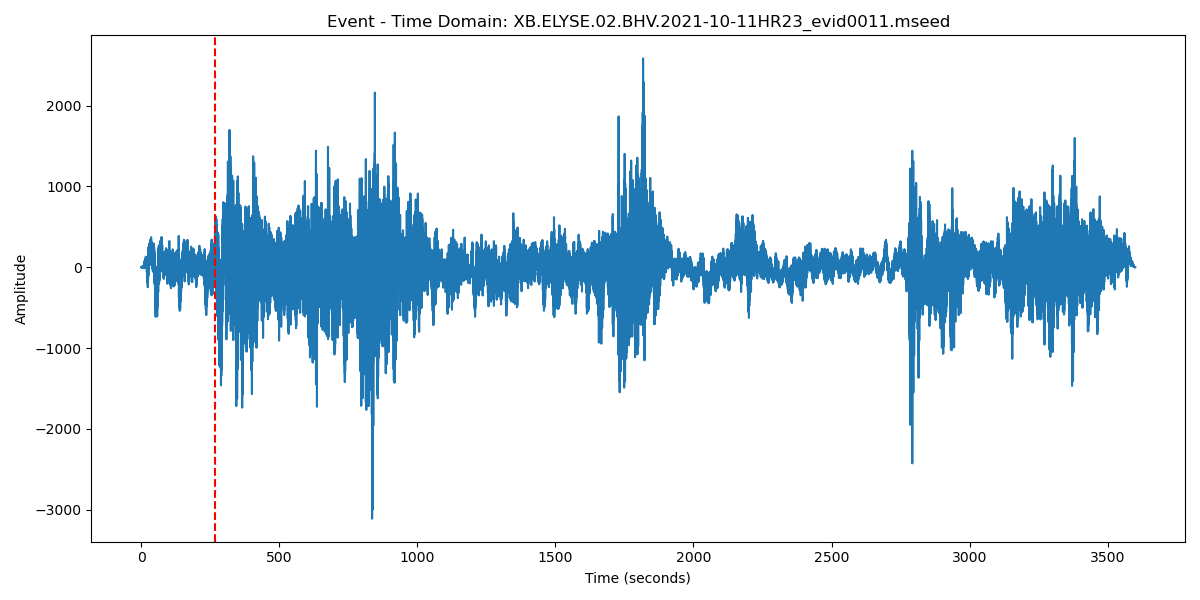 Event - Time Domain: XB.ELYSE.02.BHV.2021-10-11HR23_evid0011.mseed
Amplitude
2000
1000
0
−1000
−2000
−3000
0 500 1000 1500 2000 2500 3000 3500
Time (seconds)